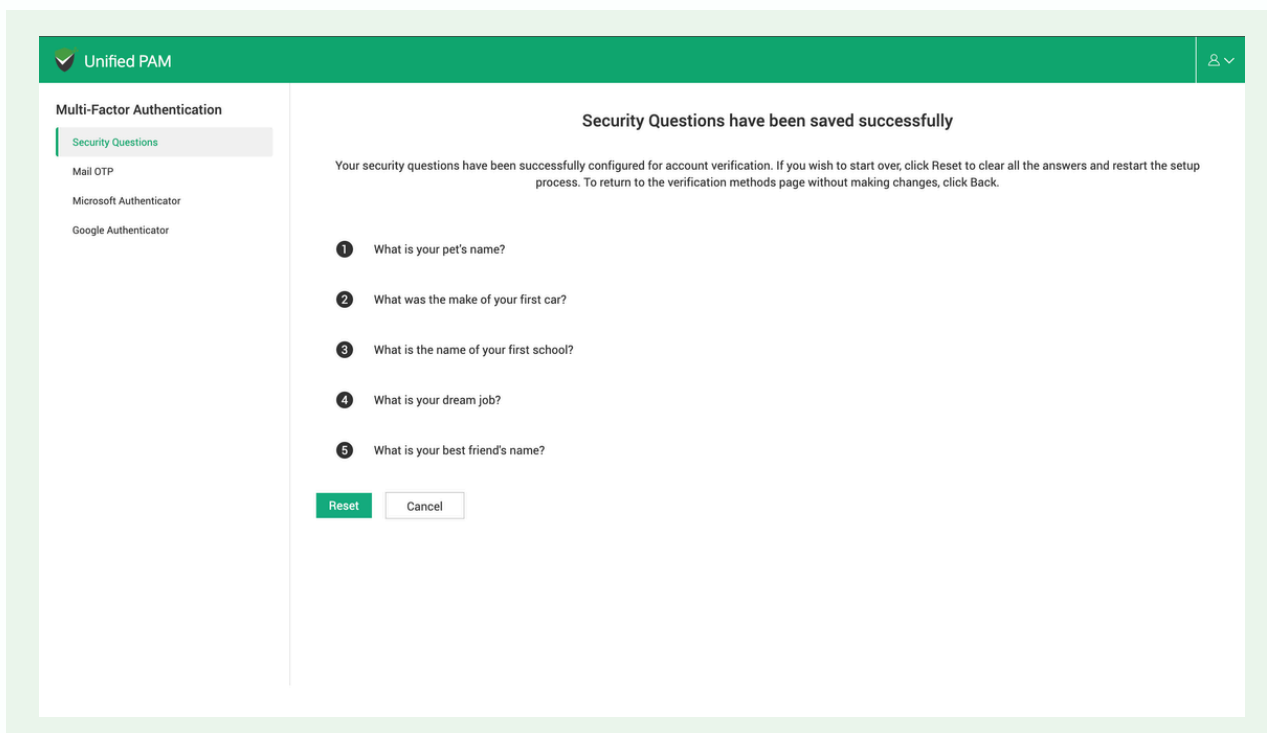 Unified PAM
Multi-Factor Authentication
Security Questions
Mail OTP
Microsoft Authenticator
Google Authenticator
Security Questions have been saved successfully
Your security questions have been successfully configured for account verification. If you wish to start over, click Reset to clear all the answers and restart the setup
process. To return to the verification methods page without making changes, click Back.
1 What is your pet's name?
2 What was the make of your first car?
3 What is the name of your first school?
4 What is your dream job?
5 What is your best friend's name?
Reset Cancel